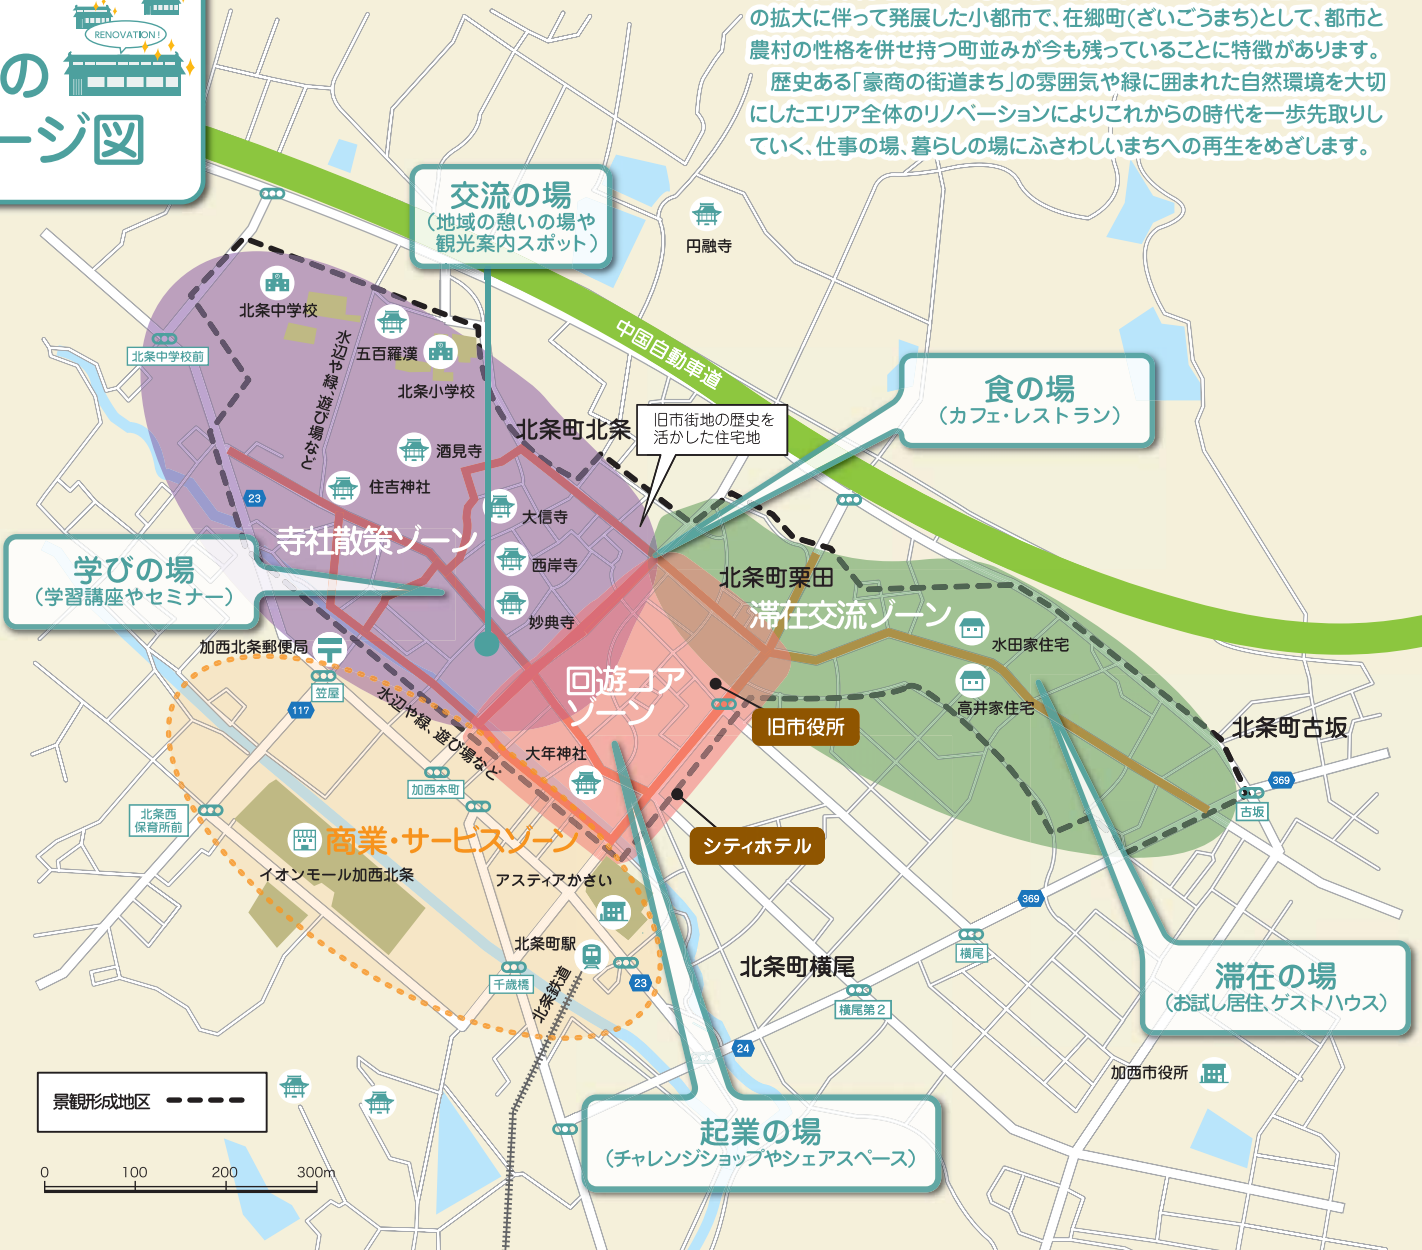 RENOVATION!
の
ージ図
の拡大に伴って発展した小都市で、在郷町(ざいごうまち)として、都市と
農村の性格を併せ持つ町並みが今も残っていることに特徴があります。
歴史ある「豪商の街道まち」の雰囲気や緑に囲まれた自然環境を大切
にしたエリア全体のリノベーションによりこれからの時代を一歩先取りし
ていく、仕事の場、暮らしの場にふさわしいまちへの再生をめざします。
交流の場
(地域の憩いの場や
観光案内スポット)
円融寺
北条中学校
五百羅漢
北条小学校
北条中学校前
水辺や緑、遊び場など
中国自動車道
食の場
(カフェ・レストラン)
旧市街地の歴史を
活かした住宅地
北条町北条
酒見寺
住吉神社
23
大信寺
寺社散策ゾーン
西岸寺
妙典寺
学びの場
(学習講座やセミナー)
北条町栗田
滞在交流ゾーン
水田家住宅
高井家住宅
加西北条郵便局
笠屋
117
回遊コア
ゾーン
旧市役所
北条町古坂
369
古坂
水辺や緑、遊び場など
大年神社
加西本町
北条西
保育所前
商業・サービスゾーン
シティホテル
イオンモール加西北条
アスティアかさい
369
北条町駅
横尾
北条町横尾
千歳橋
23
北条鉄道
横尾第2
滞在の場
(お試し居住、ゲストハウス)
24
加西市役所
景観形成地区
起業の場
(チャレンジショップやシェアスペース)
0 100 200 300m